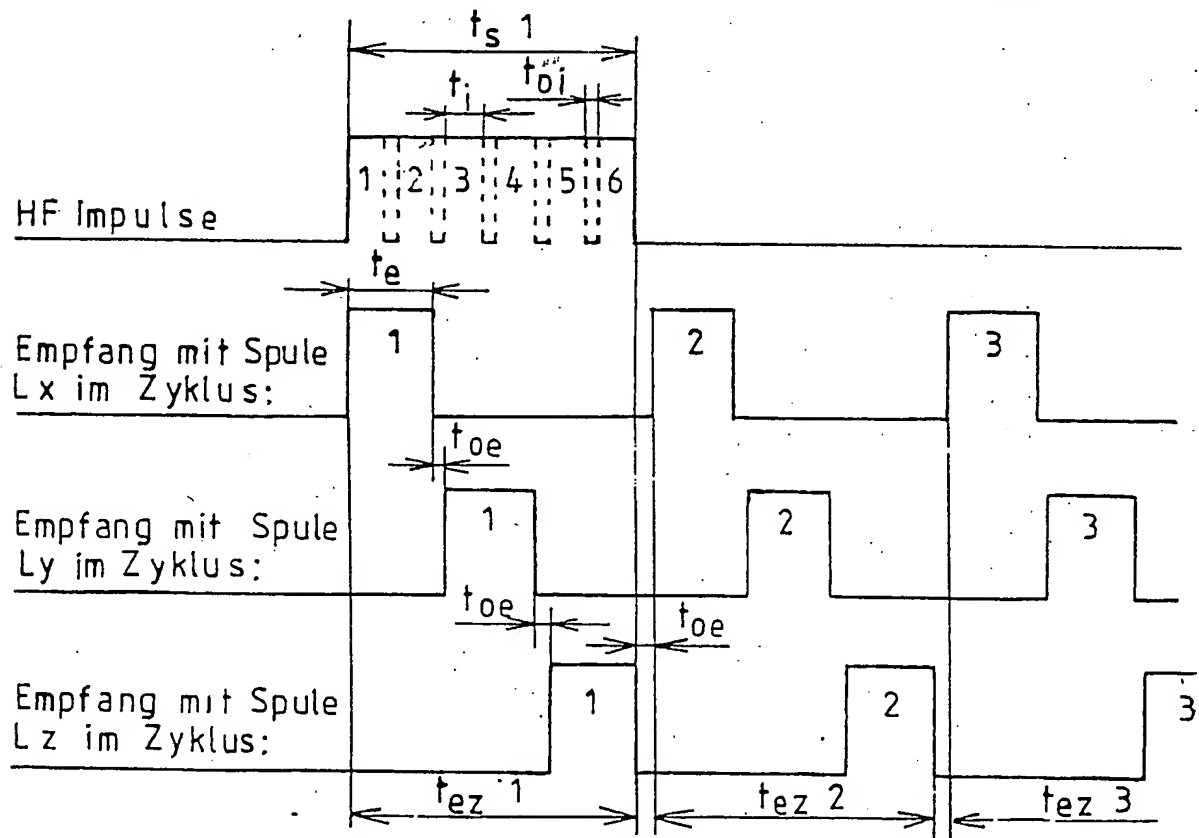 ts 1
ti töi
1 2 3 4 5 6
HF Impulse
te
Empfang mit Spule
Lx im Zyklus:
1 2 3
toe
Empfang mit Spule
Ly im Zyklus:
1 2 3
toe toe
Empfang mit Spule
Lz im Zyklus:
1 2 3
tez 1 tez 2 tez 3